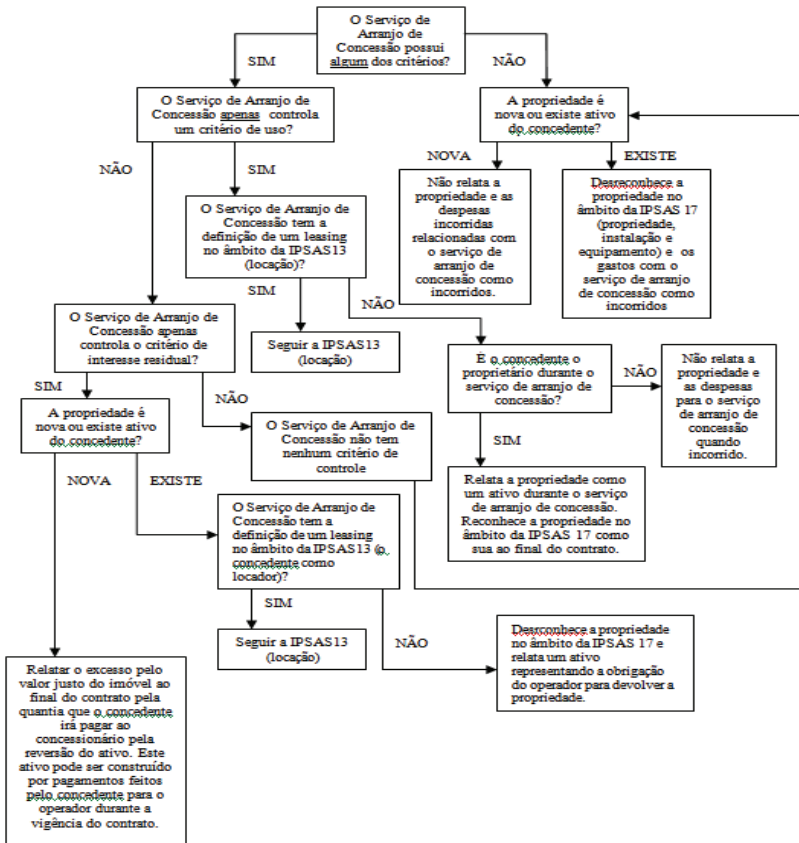 O Serviço de
Arranjo de
Concessão possui
algum dos critérios?
SIM
NÃO
O Serviço de Arranjo de
Concessão apenas controla
um critério de uso?
A propriedade é
nova ou existe ativo
do concedente?
NÃO
SIM
NOVA
EXISTE
O Serviço de Arranjo de
Concessão tem a
definição de um leasing
no âmbito da IPSAS13
(locação)?
Não relata a
propriedade e as
despesas
incorridas
relacionadas com
o serviço de
arranjo de
concessão como
incorridos.
Desreconhece a
propriedade no
âmbito da IPSAS 17
(propriedade,
instalação e
equipamento) e os
gastos com o
serviço de arranjo
de concessão como
incorridos
SIM
NÃO
O Serviço de Arranjo de
Concessão apenas
controla o critério de
interesse residual?
Seguir a IPSAS13
(locação)
É o concedente o
proprietário durante o
serviço de arranjo de
concessão?
NÃO
Não relata a
propriedade e
as despesas
para o serviço
de arranjo de
concessão
quando
incorrido.
SIM
NÃO
A propriedade é
nova ou existe ativo
do concedente?
O Serviço de Arranjo de
Concessão não tem
nenhum critério de
controle
SIM
Relata a propriedade como
um ativo durante o serviço
de arranjo de concessão.
Reconhece a propriedade no
âmbito da IPSAS 17 como
sua ao final do contrato.
NOVA
EXISTE
O Serviço de Arranjo de
Concessão tem a
definição de um leasing
no âmbito da IPSAS13 (o
concedente como
locador)?
SIM
NÃO
Seguir a IPSAS13
(locação)
Desrconhece a propriedade
no âmbito da IPSAS 17 e
relata um ativo
representando a obrigação
do operador para devolver a
propriedade.
Relatar o excesso pelo
valor justo do imóvel ao
final do contrato pela
quantia que o concedente
irá pagar ao
concessionário pela
reversão do ativo. Este
ativo pode ser construído
por pagamentos feitos
pelo concedente para o
operador durante a
vigência do contrato.